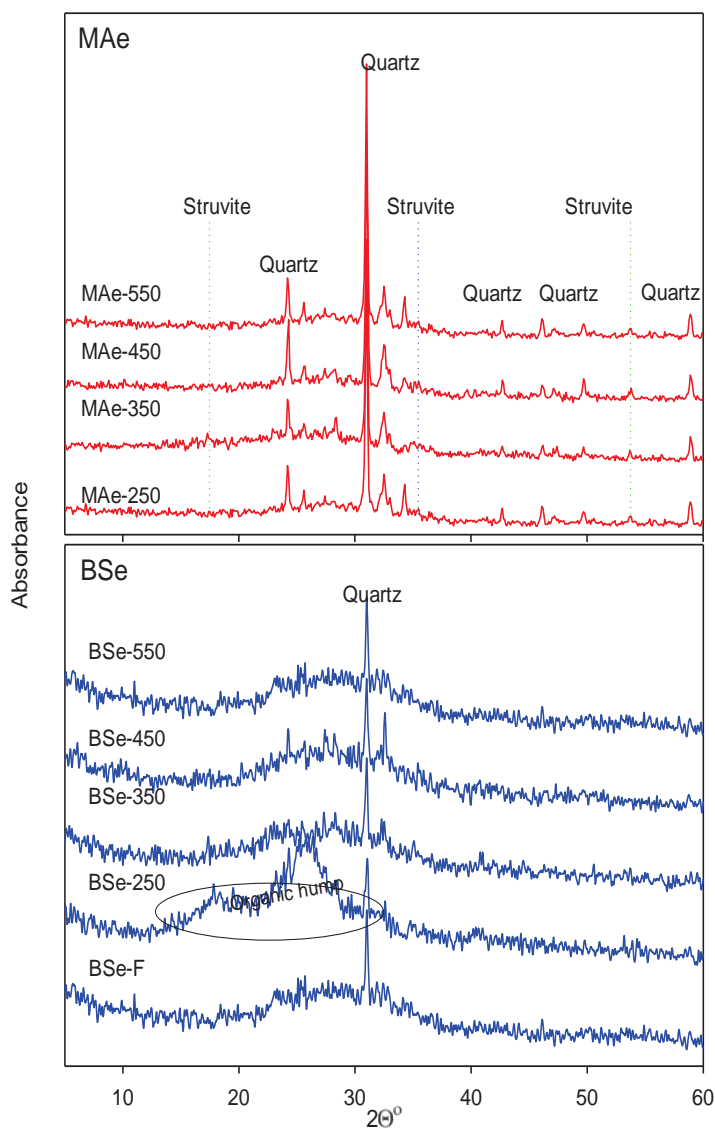 MAe
Quartz
Struvite
Struvite
Struvite
Quartz
MAe-550
Quartz
Quartz
Quartz
MAe-450
MAe-350
MAe-250
Absorbance
BSe
Quartz
BSe-550
BSe-450
BSe-350
BSe-250
Organic hump
BSe-F
10 20 30 40 50 60
2Θº